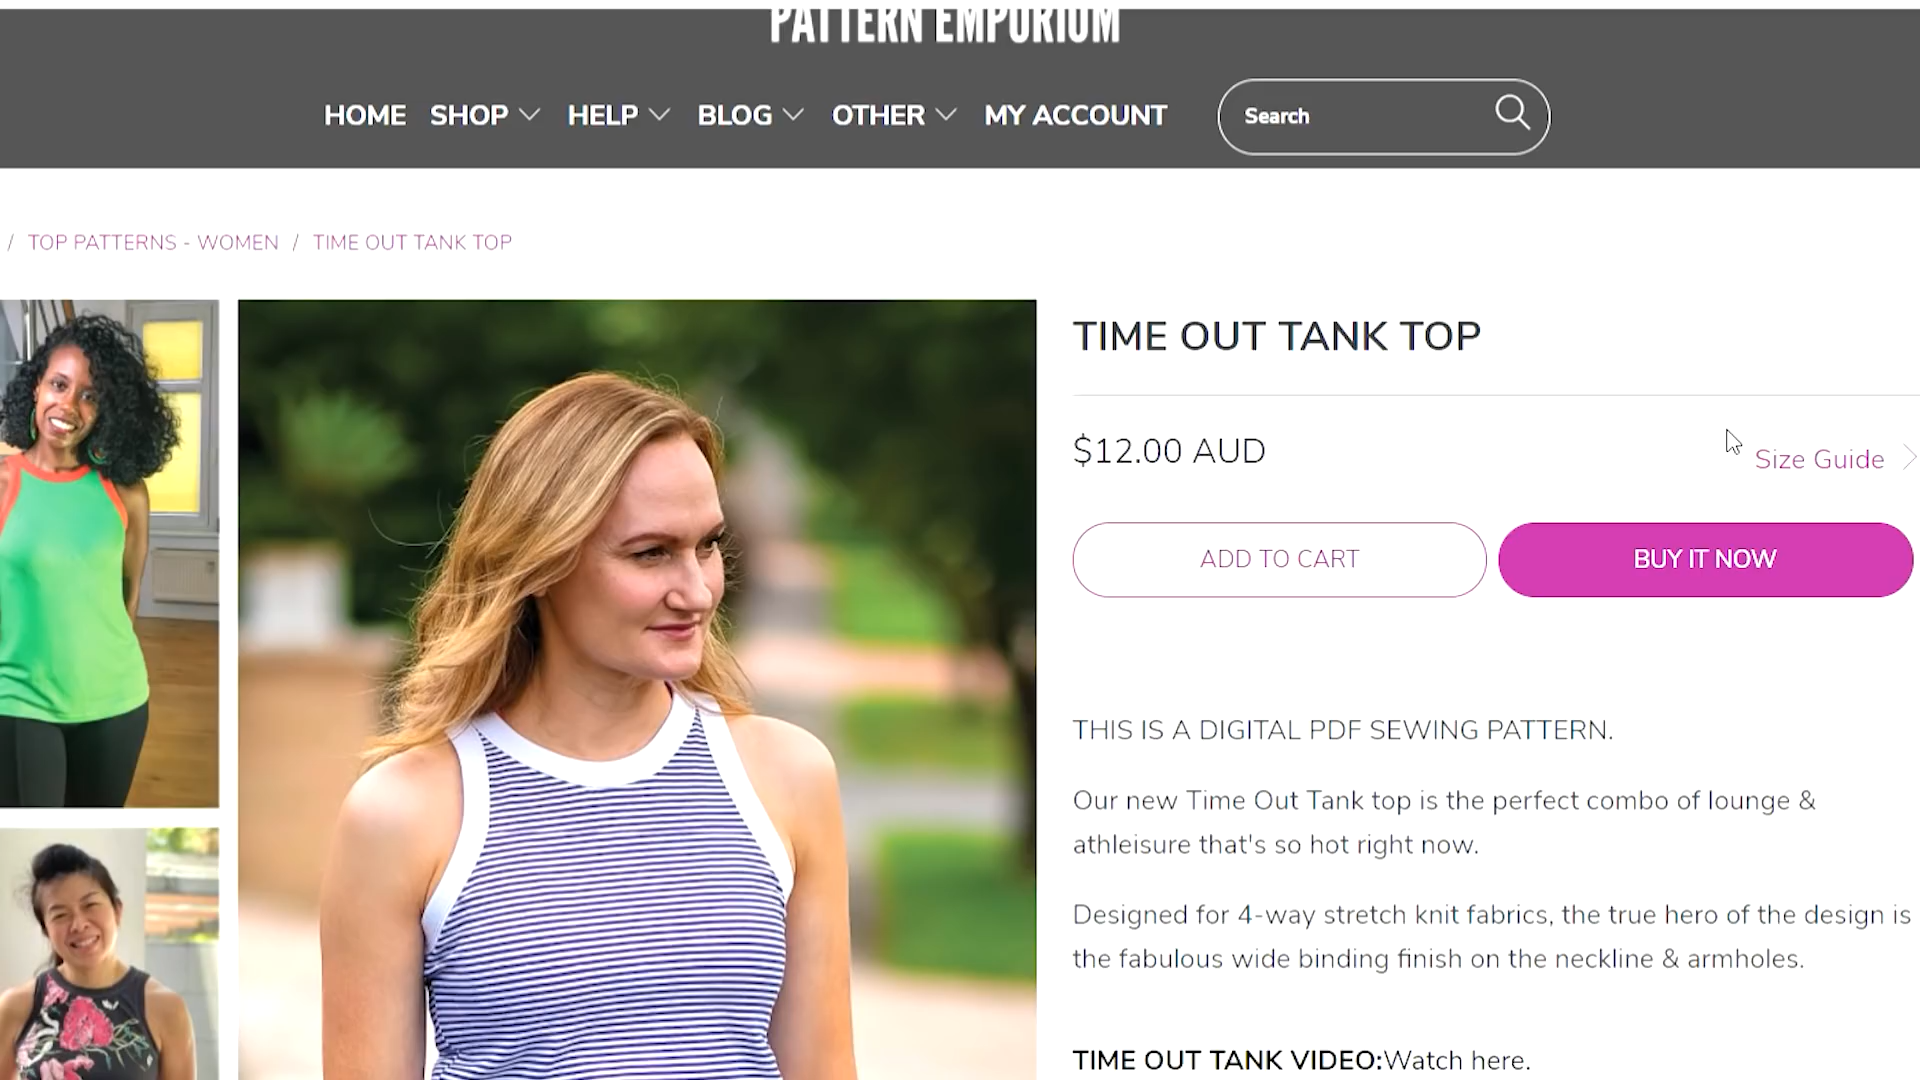 PATTERN EMPORIUM
HOME SHOP HELP BLOG OTHER MY ACCOUNT Search
/ TOP PATTERNS - WOMEN / TIME OUT TANK TOP
TIME OUT TANK TOP
$12.00 AUD
Size Guide
ADD TO CART
BUY IT NOW
THIS IS A DIGITAL PDF SEWING PATTERN.
Our new Time Out Tank top is the perfect combo of lounge &
athleisure that's so hot right now.
Designed for 4-way stretch knit fabrics, the true hero of the design is
the fabulous wide binding finish on the neckline & armholes.
TIME OUT TANK VIDEO:Watch here.